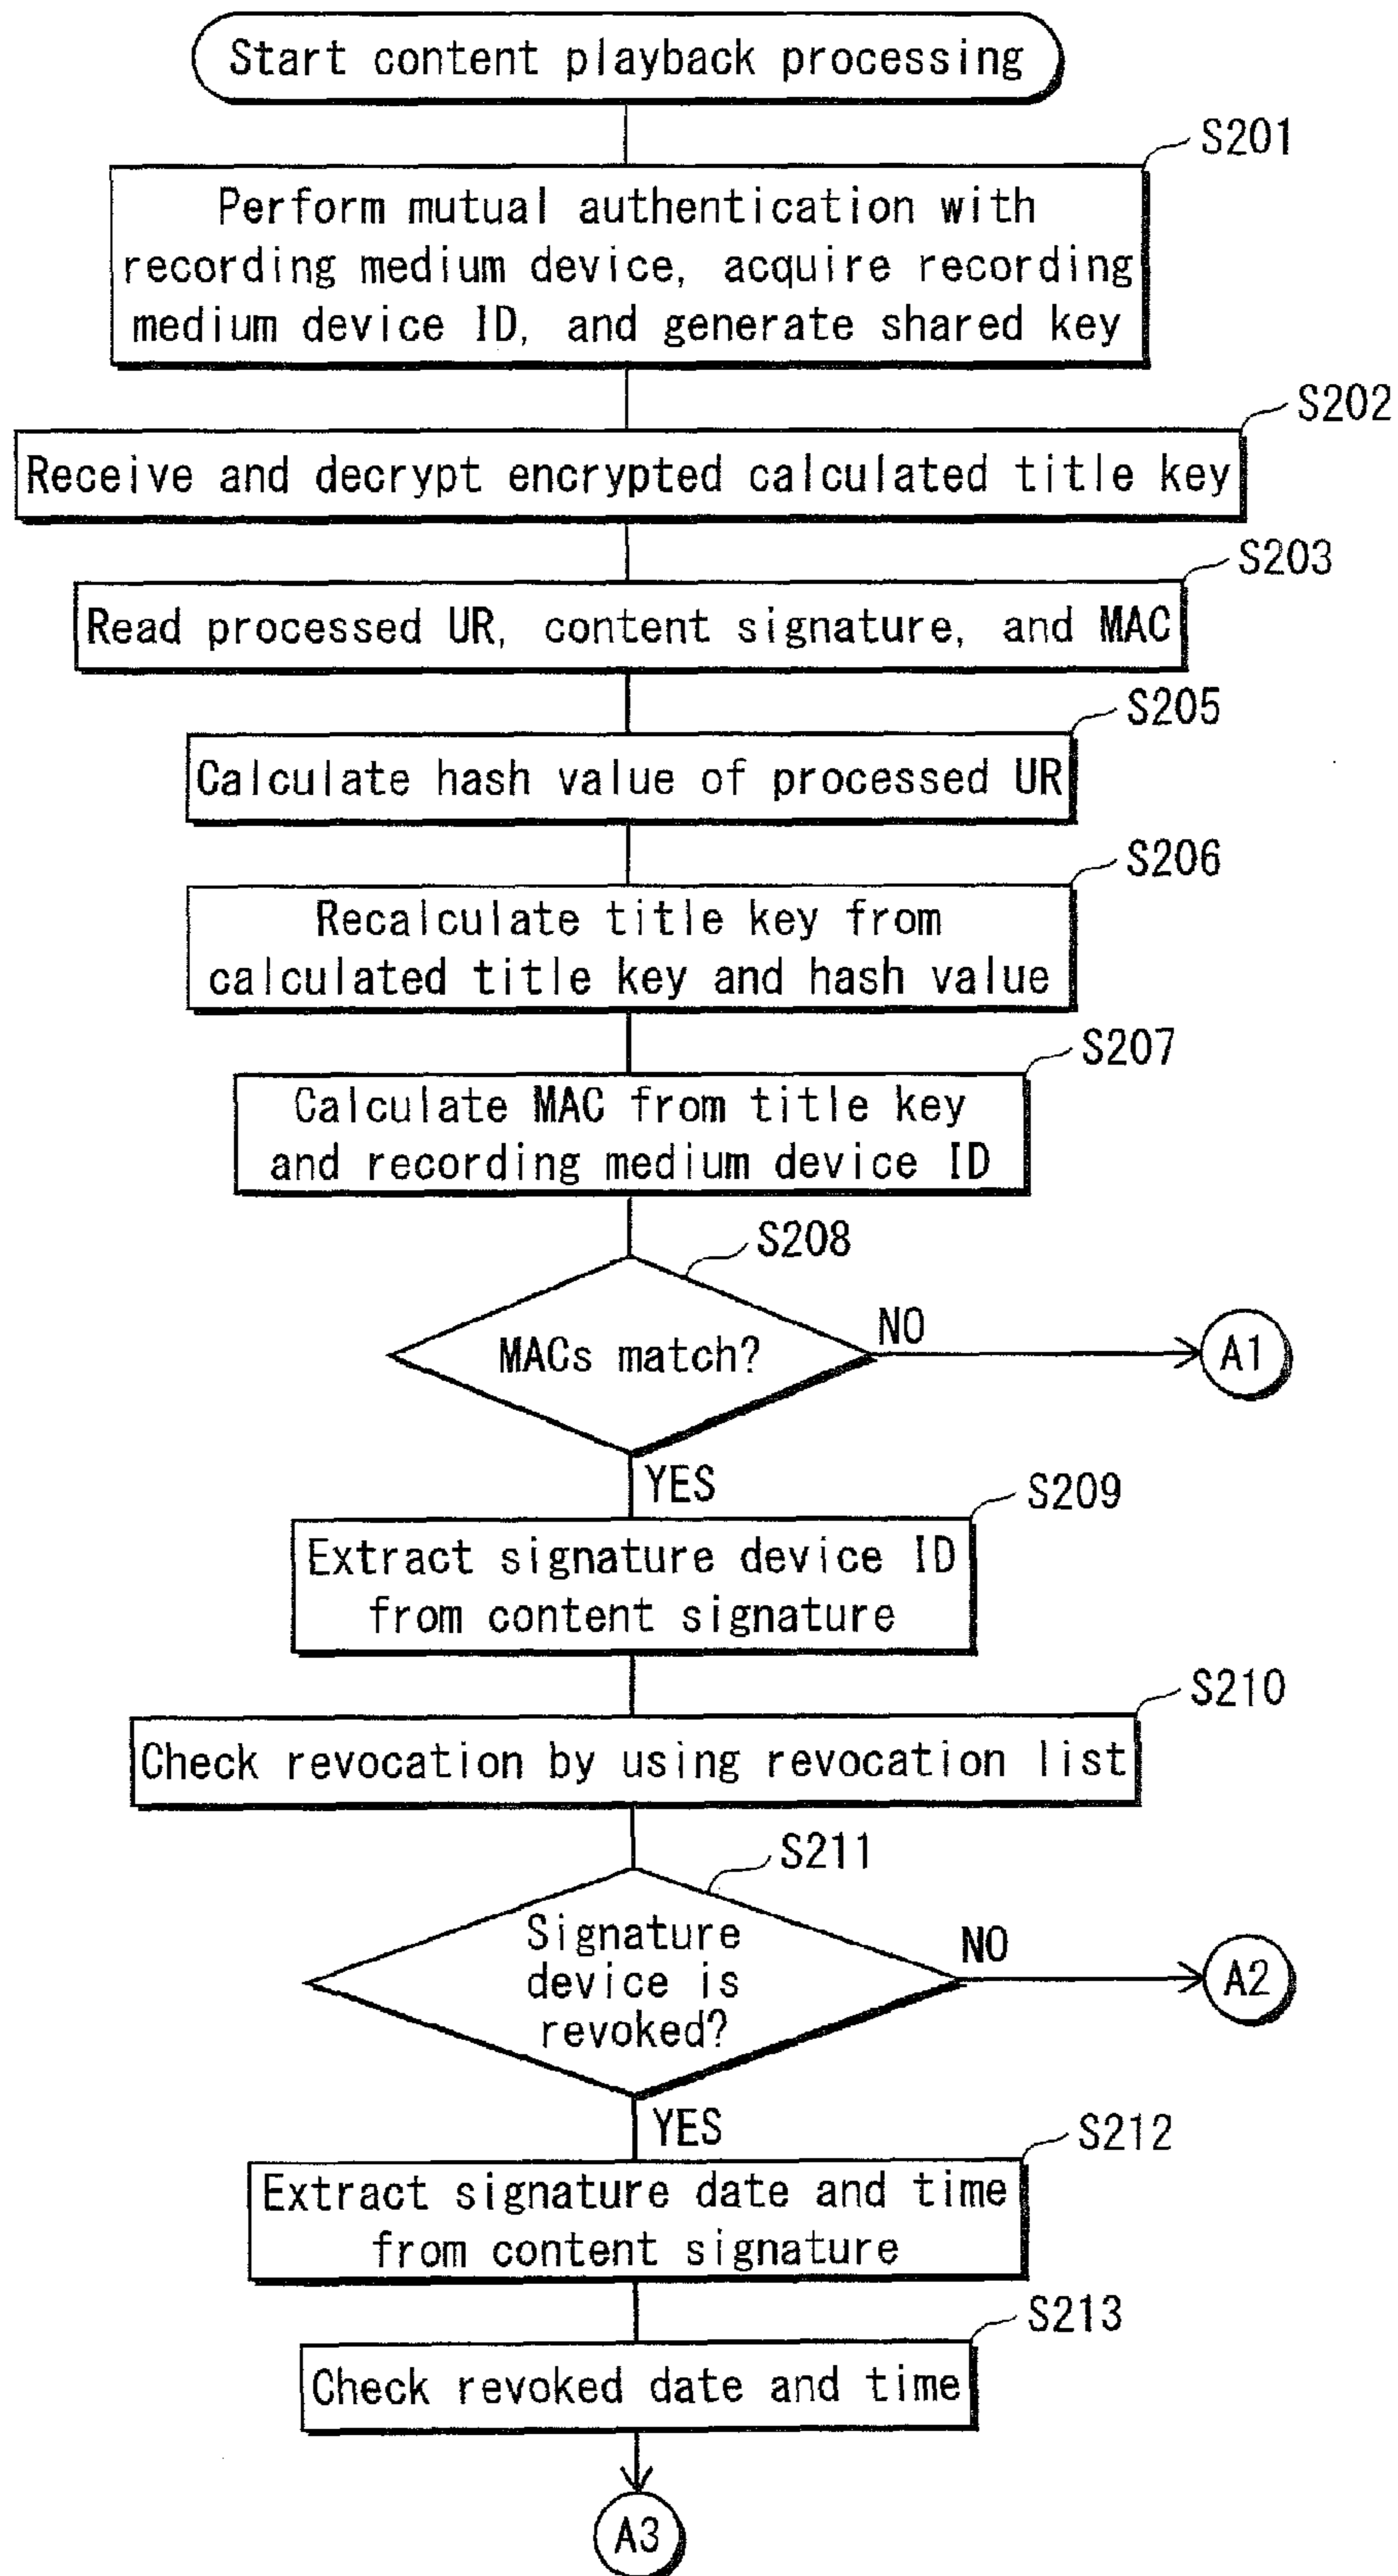 Start content playback processing
S201
Perform mutual authentication with
recording medium device, acquire recording
medium device ID, and generate shared key
S202
Receive and decrypt encrypted calculated title key
S203
Read processed UR, content signature, and MAC
S205
Calculate hash value of processed UR
S206
Recalculate title key from
calculated title key and hash value
S207
Calculate MAC from title key
and recording medium device ID
S208
MACs match?
NO
A1
YES
S209
Extract signature device ID
from content signature
S210
Check revocation by using revocation list
S211
Signature
device is
revoked?
NO
A2
YES
S212
Extract signature date and time
from content signature
S213
Check revoked date and time
A3